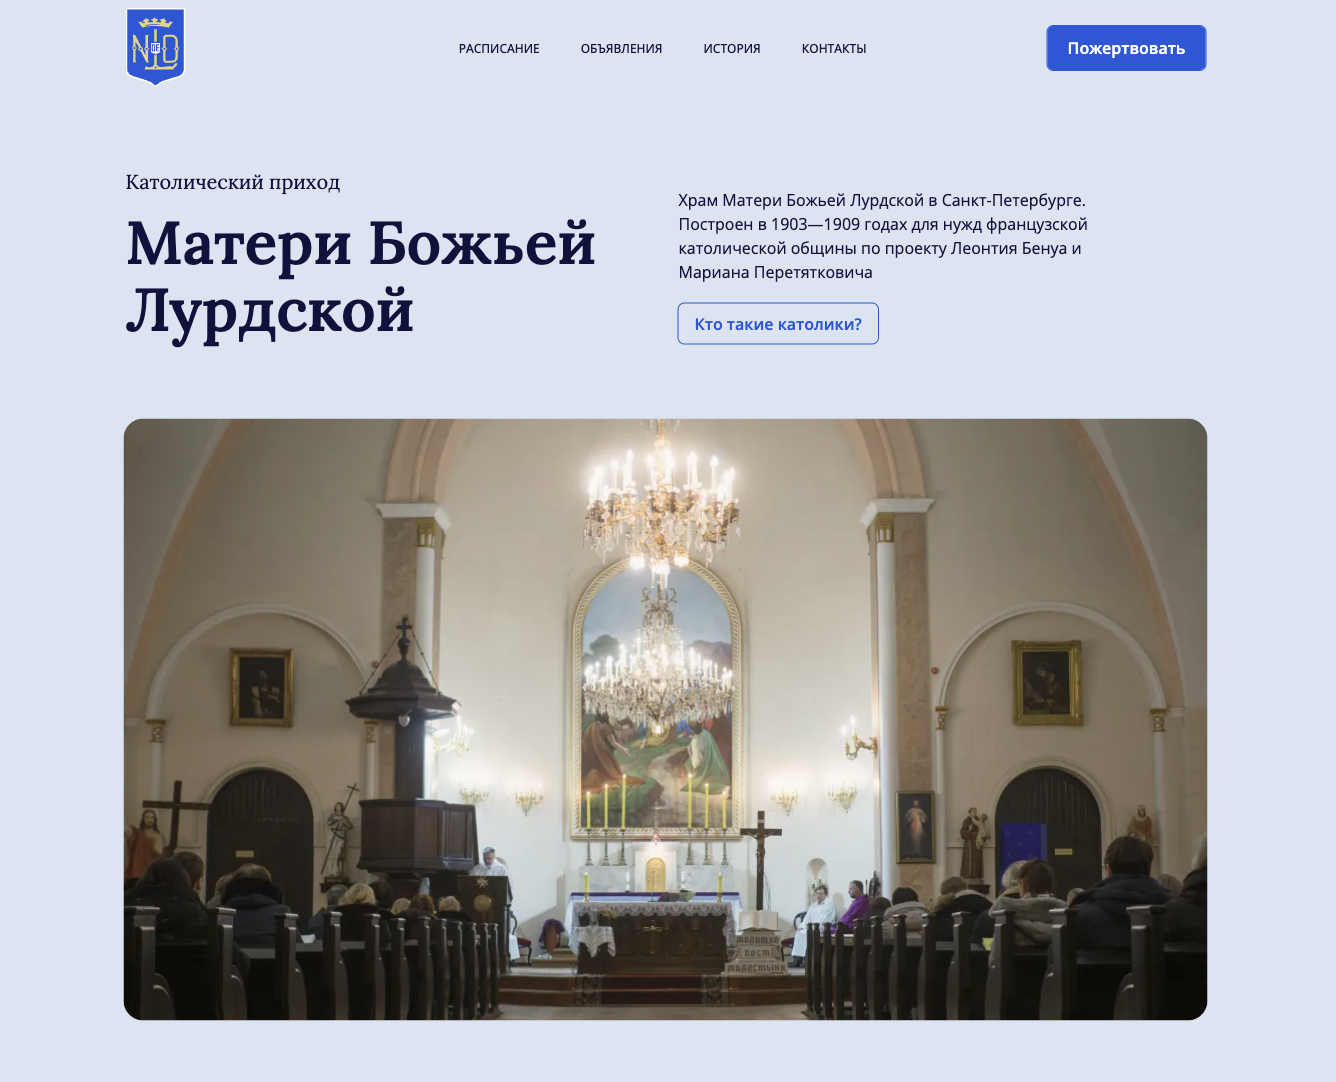 РАСПИСАНИЕ ОБЪЯВЛЕНИЯ ИСТОРИЯ КОНТАКТЫ Пожертвовать
Католический приход
Матери Божьей
Лурдской
Храм Матери Божьей Лурдской в Санкт-Петербурге.
Построен в 1903—1909 годах для нужд французской
католической общины по проекту Леонтия Бенуа и
Мариана Перетятковича
Кто такие католики?
молитва
пост
милостыня